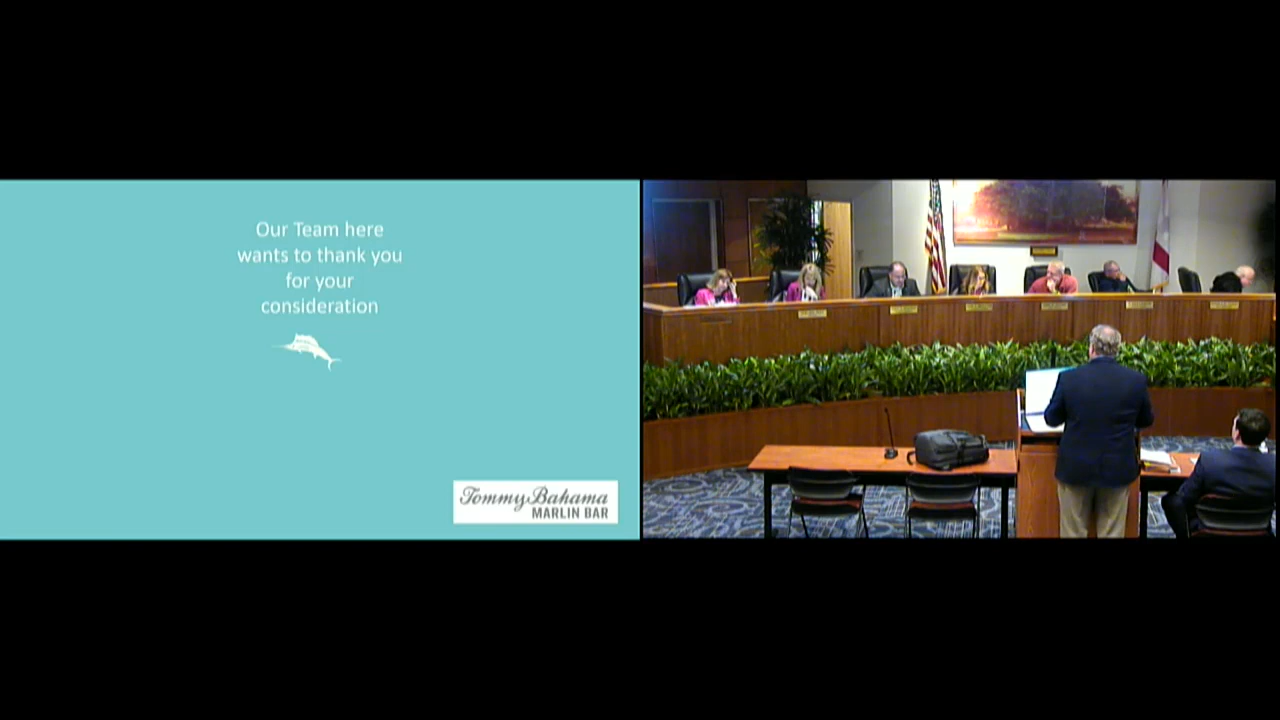 Our Team here
wants to thank you
for your
consideration
Tommy Bahama
MARLIN BAR